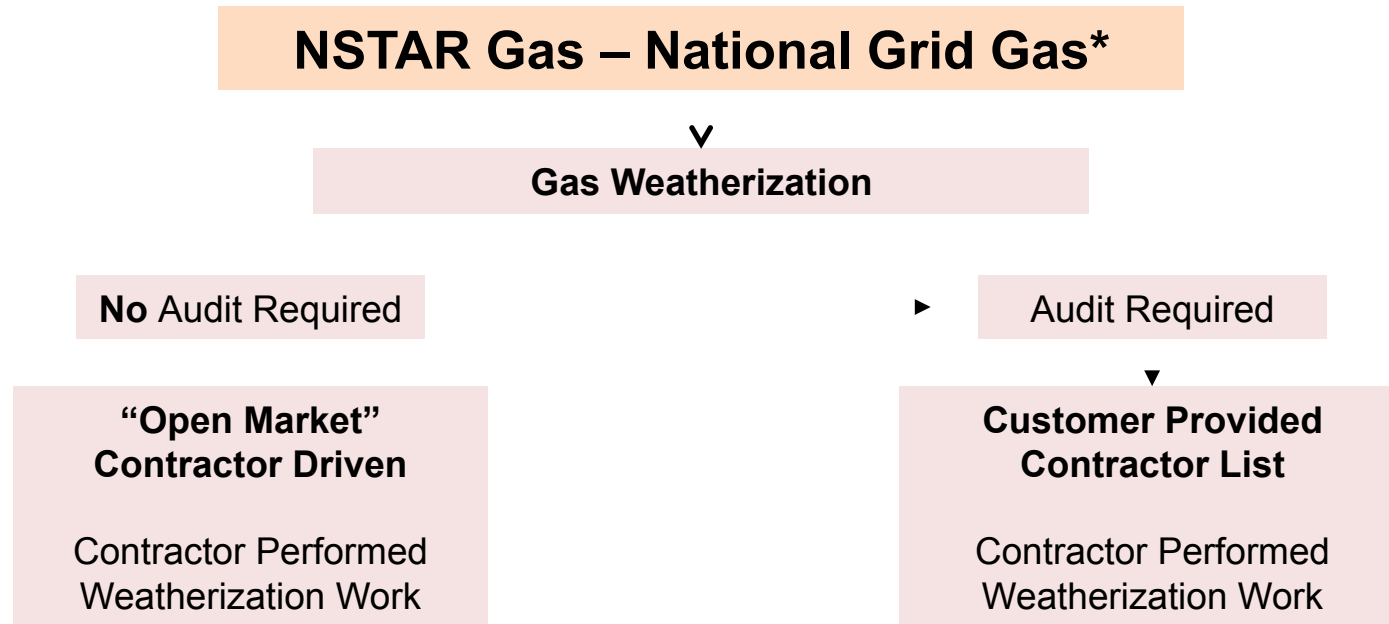 NSTAR Gas – National Grid Gas*
Gas Weatherization
No Audit Required
Audit Required
“Open Market”
Contractor Driven
Contractor Performed
Weatherization Work
Customer Provided
Contractor List
Contractor Performed
Weatherization Work